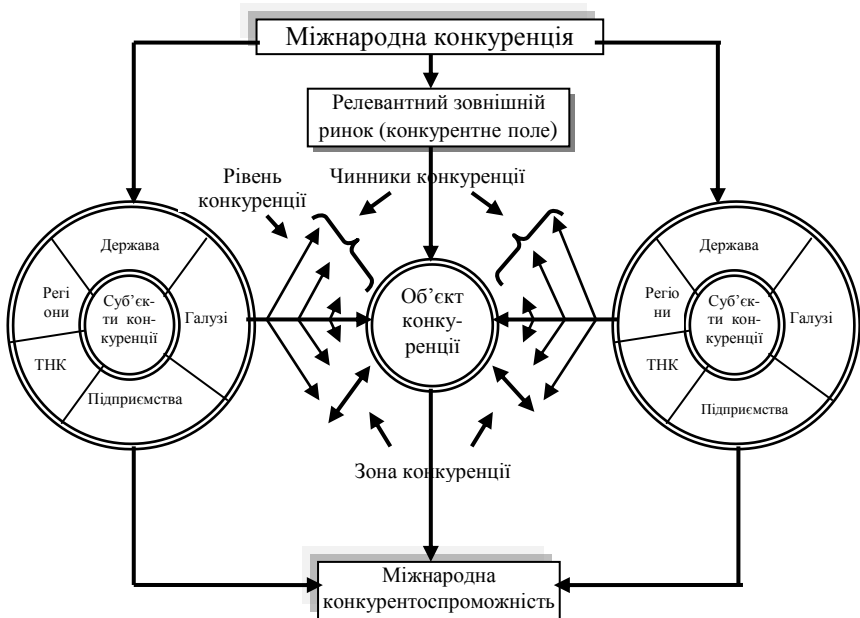 Міжнародна конкуренція
Релевантний зовнішній
ринок (конкурентне поле)
Рівень
конкуренції
Чинники конкуренції
Держава
Регі
они
Суб’єк-
ти кон-
куренції
Галузі
ТНК
Підприємства
Об’єкт
конку-
ренції
Держава
Регіо
ни
Суб’єк-
ти кон-
куренції
Галузі
ТНК
Підприємства
Зона конкуренції
Міжнародна
конкурентоспроможність